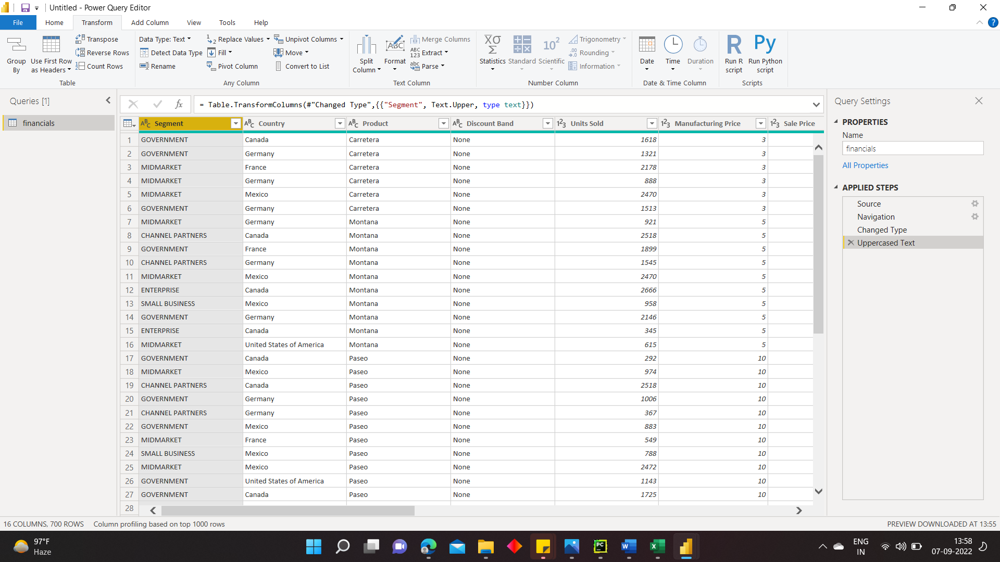 Untitled - Power Query Editor
File Home Transform Add Column View Tools Help
Group By
Use First Row as Headers
Transpose
Reverse Rows
Count Rows
Table
Data Type: Text
Detect Data Type
Rename
Replace Values
Fill
Pivot Column
Unpivot Columns
Move
Convert to List
Any Column
Split Column
Format
Merge Columns
Extract
Parse
Text Column
Statistics
Standard
Scientific
Trigonometry
Rounding
Information
Number Column
Date
Time
Duration
Date & Time Column
R
Run R script
Py
Run Python script
Scripts
Queries [1]
financials
fx = Table.TransformColumns(#"Changed Type",{{"Segment", Text.Upper, type text}})
Segment Country Product Discount Band Units Sold Manufacturing Price Sale Price
1 GOVERNMENT Canada Carretera None 1618 3
2 GOVERNMENT Germany Carretera None 1321 3
3 MIDMARKET France Carretera None 2178 3
4 MIDMARKET Germany Carretera None 888 3
5 MIDMARKET Mexico Carretera None 2470 3
6 GOVERNMENT Germany Carretera None 1513 3
7 MIDMARKET Germany Montana None 921 5
8 CHANNEL PARTNERS Canada Montana None 2518 5
9 GOVERNMENT France Montana None 1899 5
10 CHANNEL PARTNERS Germany Montana None 1545 5
11 MIDMARKET Mexico Montana None 2470 5
12 ENTERPRISE Canada Montana None 2666 5
13 SMALL BUSINESS Mexico Montana None 958 5
14 GOVERNMENT Germany Montana None 2146 5
15 ENTERPRISE Canada Montana None 345 5
16 MIDMARKET United States of America Montana None 615 5
17 GOVERNMENT Canada Paseo None 292 10
18 MIDMARKET Mexico Paseo None 974 10
19 CHANNEL PARTNERS Canada Paseo None 2518 10
20 GOVERNMENT Germany Paseo None 1006 10
21 CHANNEL PARTNERS Germany Paseo None 367 10
22 GOVERNMENT Mexico Paseo None 883 10
23 MIDMARKET France Paseo None 549 10
24 SMALL BUSINESS Mexico Paseo None 788 10
25 MIDMARKET Mexico Paseo None 2472 10
26 GOVERNMENT United States of America Paseo None 1143 10
27 GOVERNMENT Canada Paseo None 1725 10
28
Query Settings
PROPERTIES
Name
financials
All Properties
APPLIED STEPS
Source
Navigation
Changed Type
Uppercased Text
16 COLUMNS, 700 ROWS Column profiling based on top 1000 rows PREVIEW DOWNLOADED AT 13:55
97°F
Haze
ENG
IN
13:58
07-09-2022